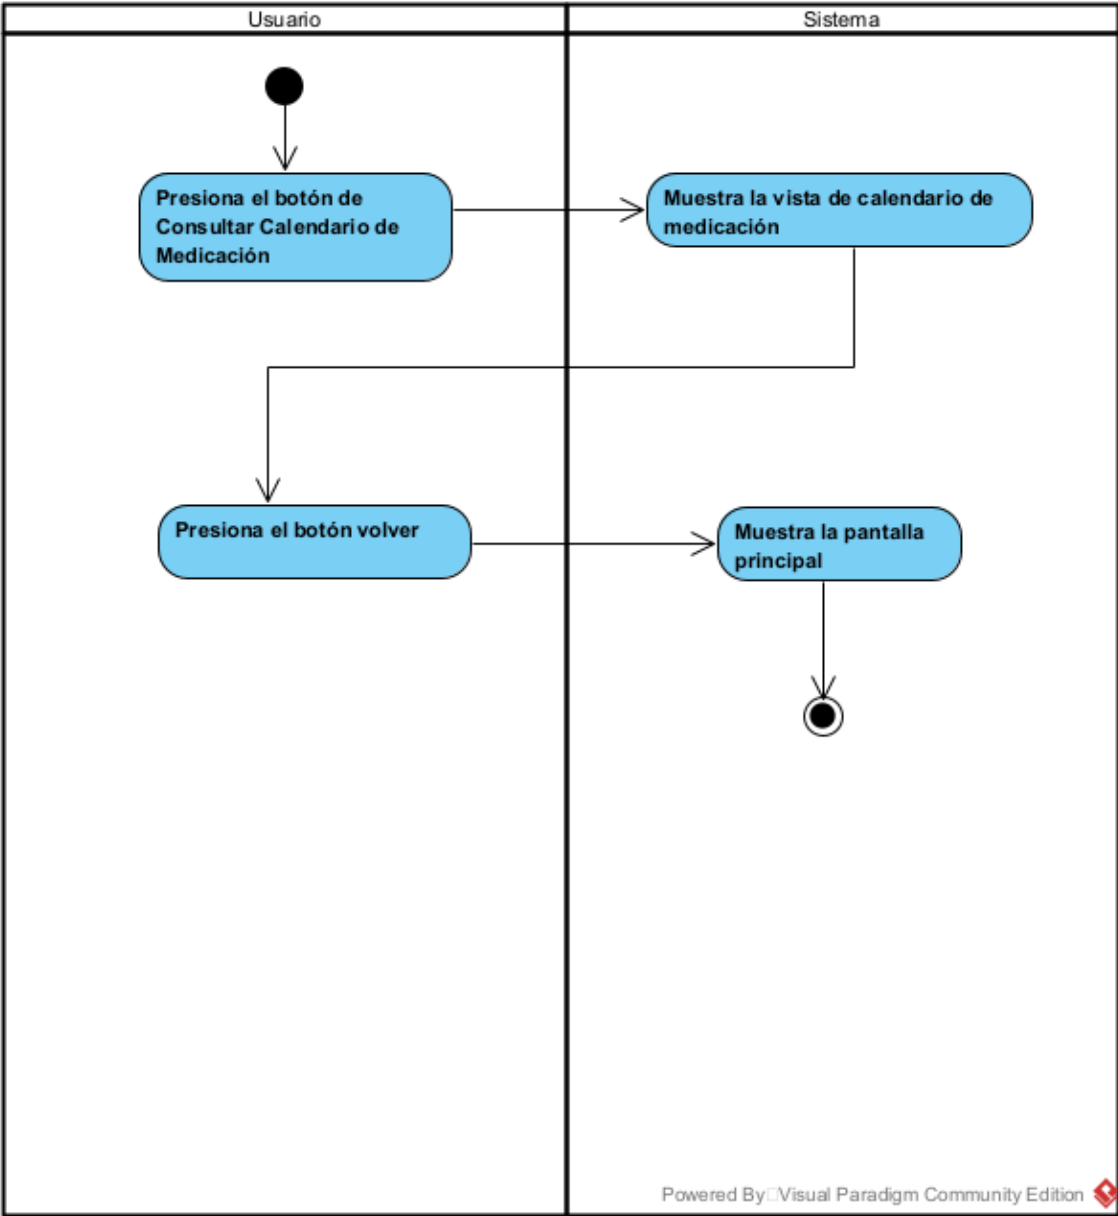 Usuario
Sistema
Presiona el botón de
Consultar Calendario de
Medicación
Muestra la vista de calendario de
medicación
Presiona el botón volver
Muestra la pantalla
principal
Powered By Visual Paradigm Community Edition